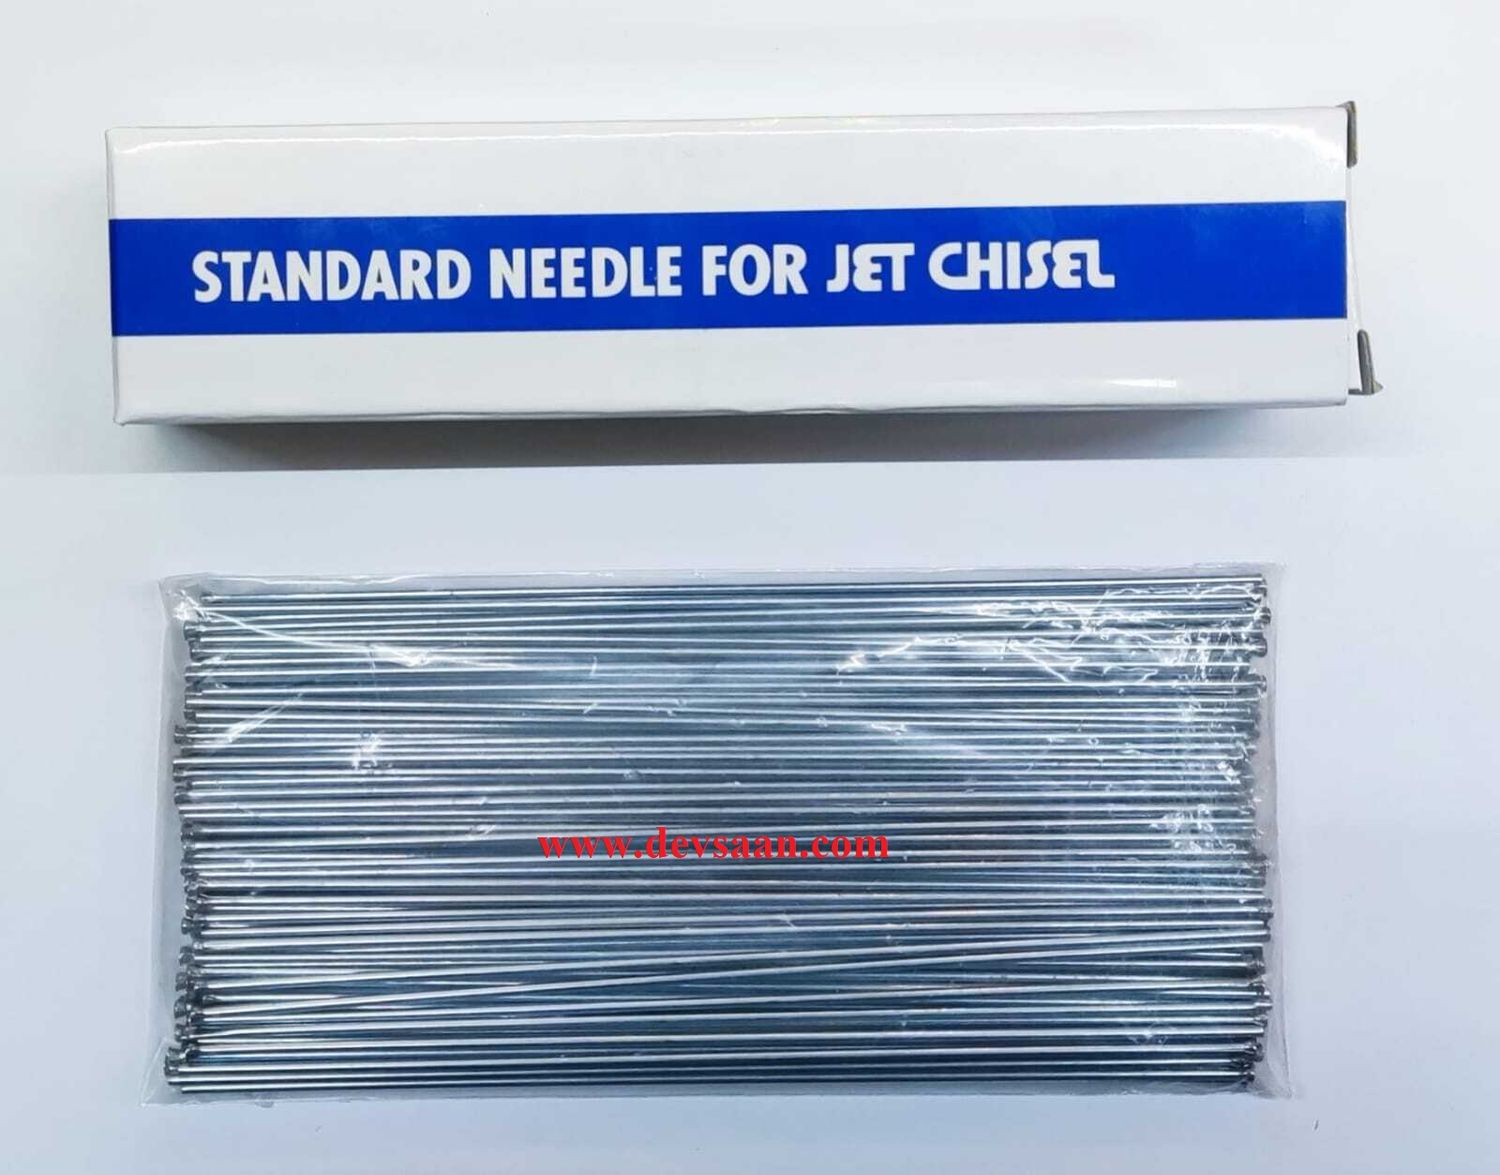 STANDARD NEEDLE FOR JET CHISEL
www.devsaan.com